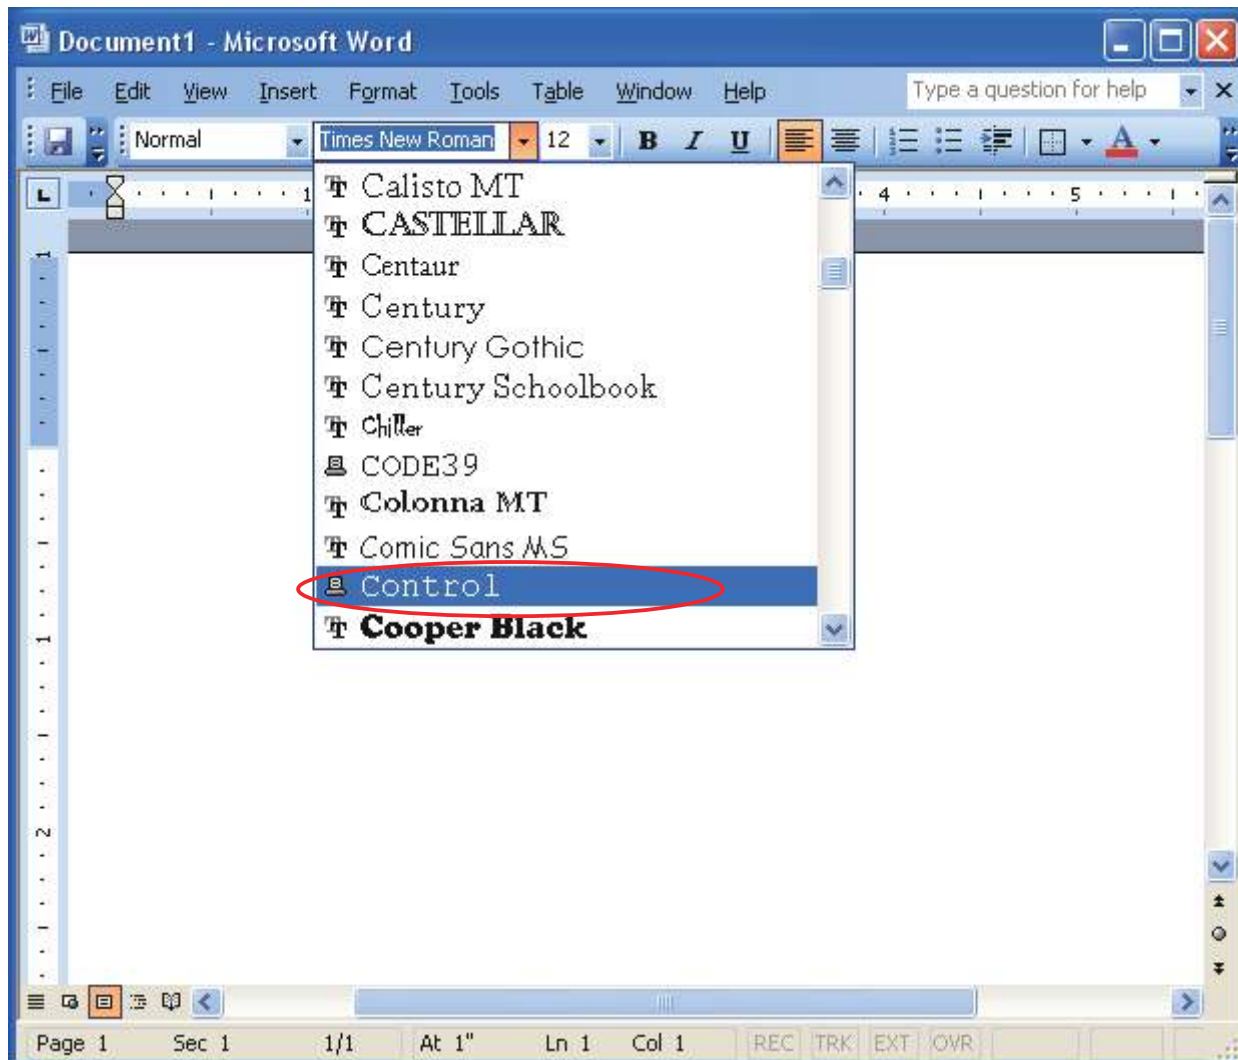 Document1 - Microsoft Word
File Edit View Insert Format Tools Table Window Help Type a question for help
Normal Times New Roman 12 B I U A
L 1 4 5
Calisto MT
CASTELLAR
Centaur
Century
Century Gothic
Century Schoolbook
Chiller
CODE39
Colonna MT
Comic Sans MS
Control
Cooper Black
1
1
2
Page 1 Sec 1 1/1 At 1" Ln 1 Col 1 REC TRK EXT OVR